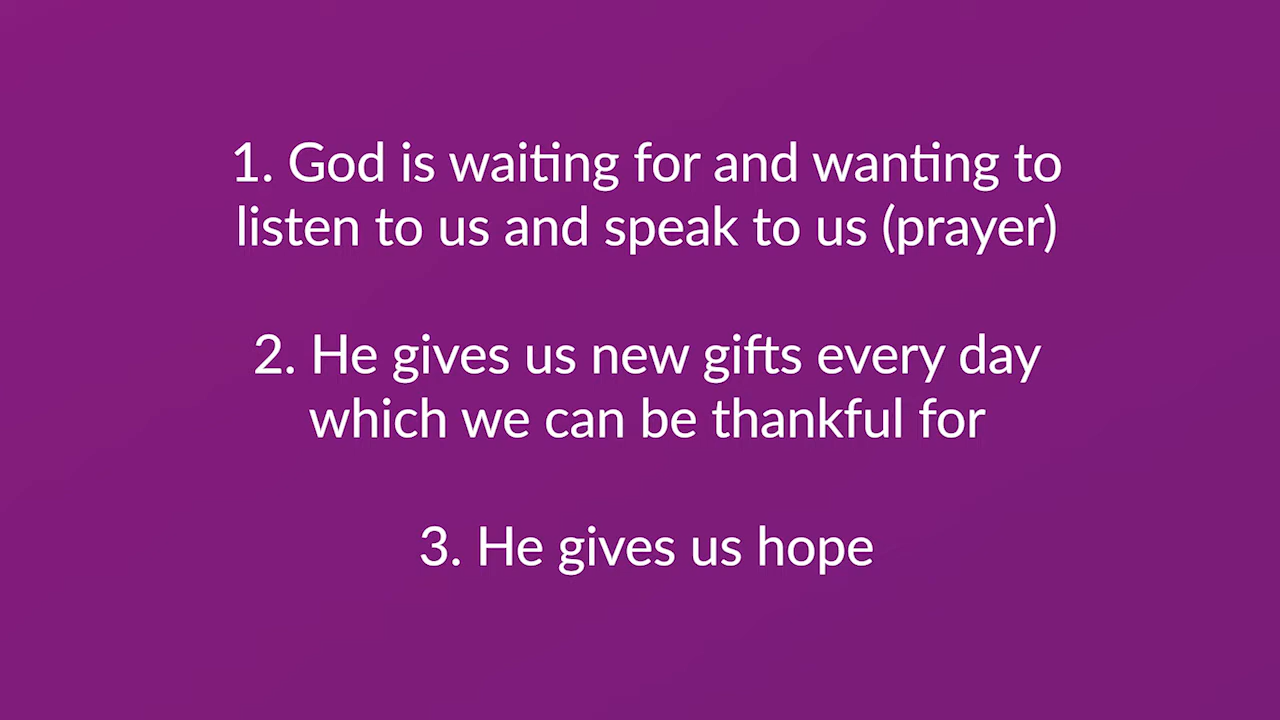 1. God is waiting for and wanting to
listen to us and speak to us (prayer)
2. He gives us new gifts every day
which we can be thankful for
3. He gives us hope